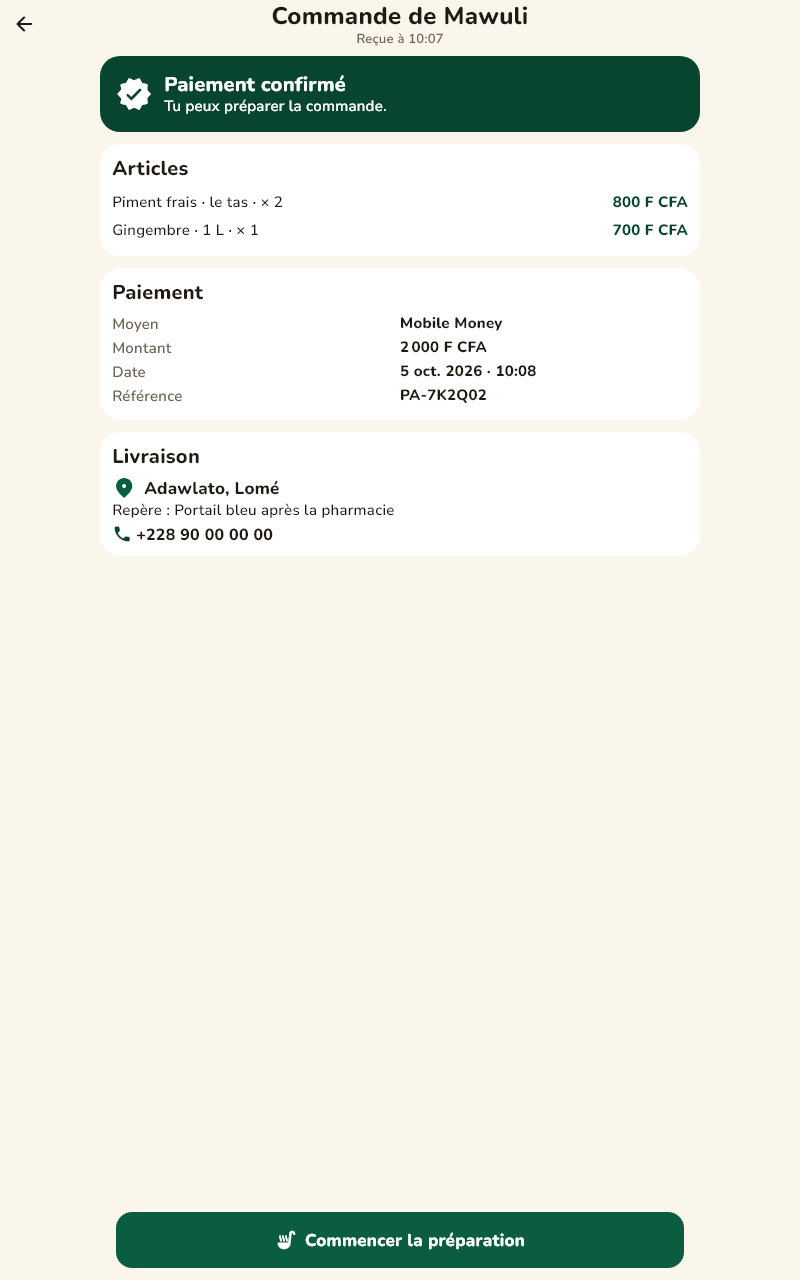 Commande de Mawuli
Reçue à 10:07
Paiement confirmé
Tu peux préparer la commande.
Articles
Piment frais · le tas · × 2 800 F CFA
Gingembre · 1 L · × 1 700 F CFA
Paiement
Moyen Mobile Money
Montant 2 000 F CFA
Date 5 oct. 2026 · 10:08
Référence PA-7K2Q02
Livraison
Adawlato, Lomé
Repère : Portail bleu après la pharmacie
+228 90 00 00 00
Commencer la préparation